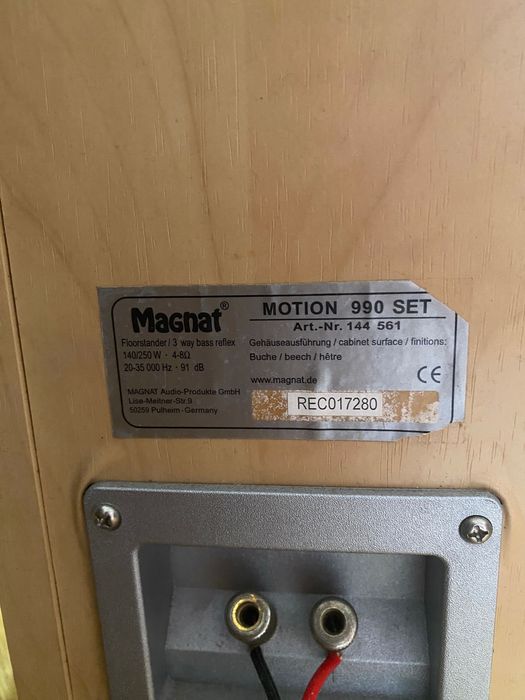 Magnat®
Floorstander / 3 way bass reflex
140/250 W · 4-8Ω
20-35 000 Hz · 91 dB
MAGNAT Audio-Produkte GmbH
Lise-Meitner-Str.9
50259 Pulheim - Germany
MOTION 990 SET
Art.-Nr. 144 561
Gehäuseausführung / cabinet surface / finitions:
Buche / beech / hêtre
www.magnat.de
CE
REC017280